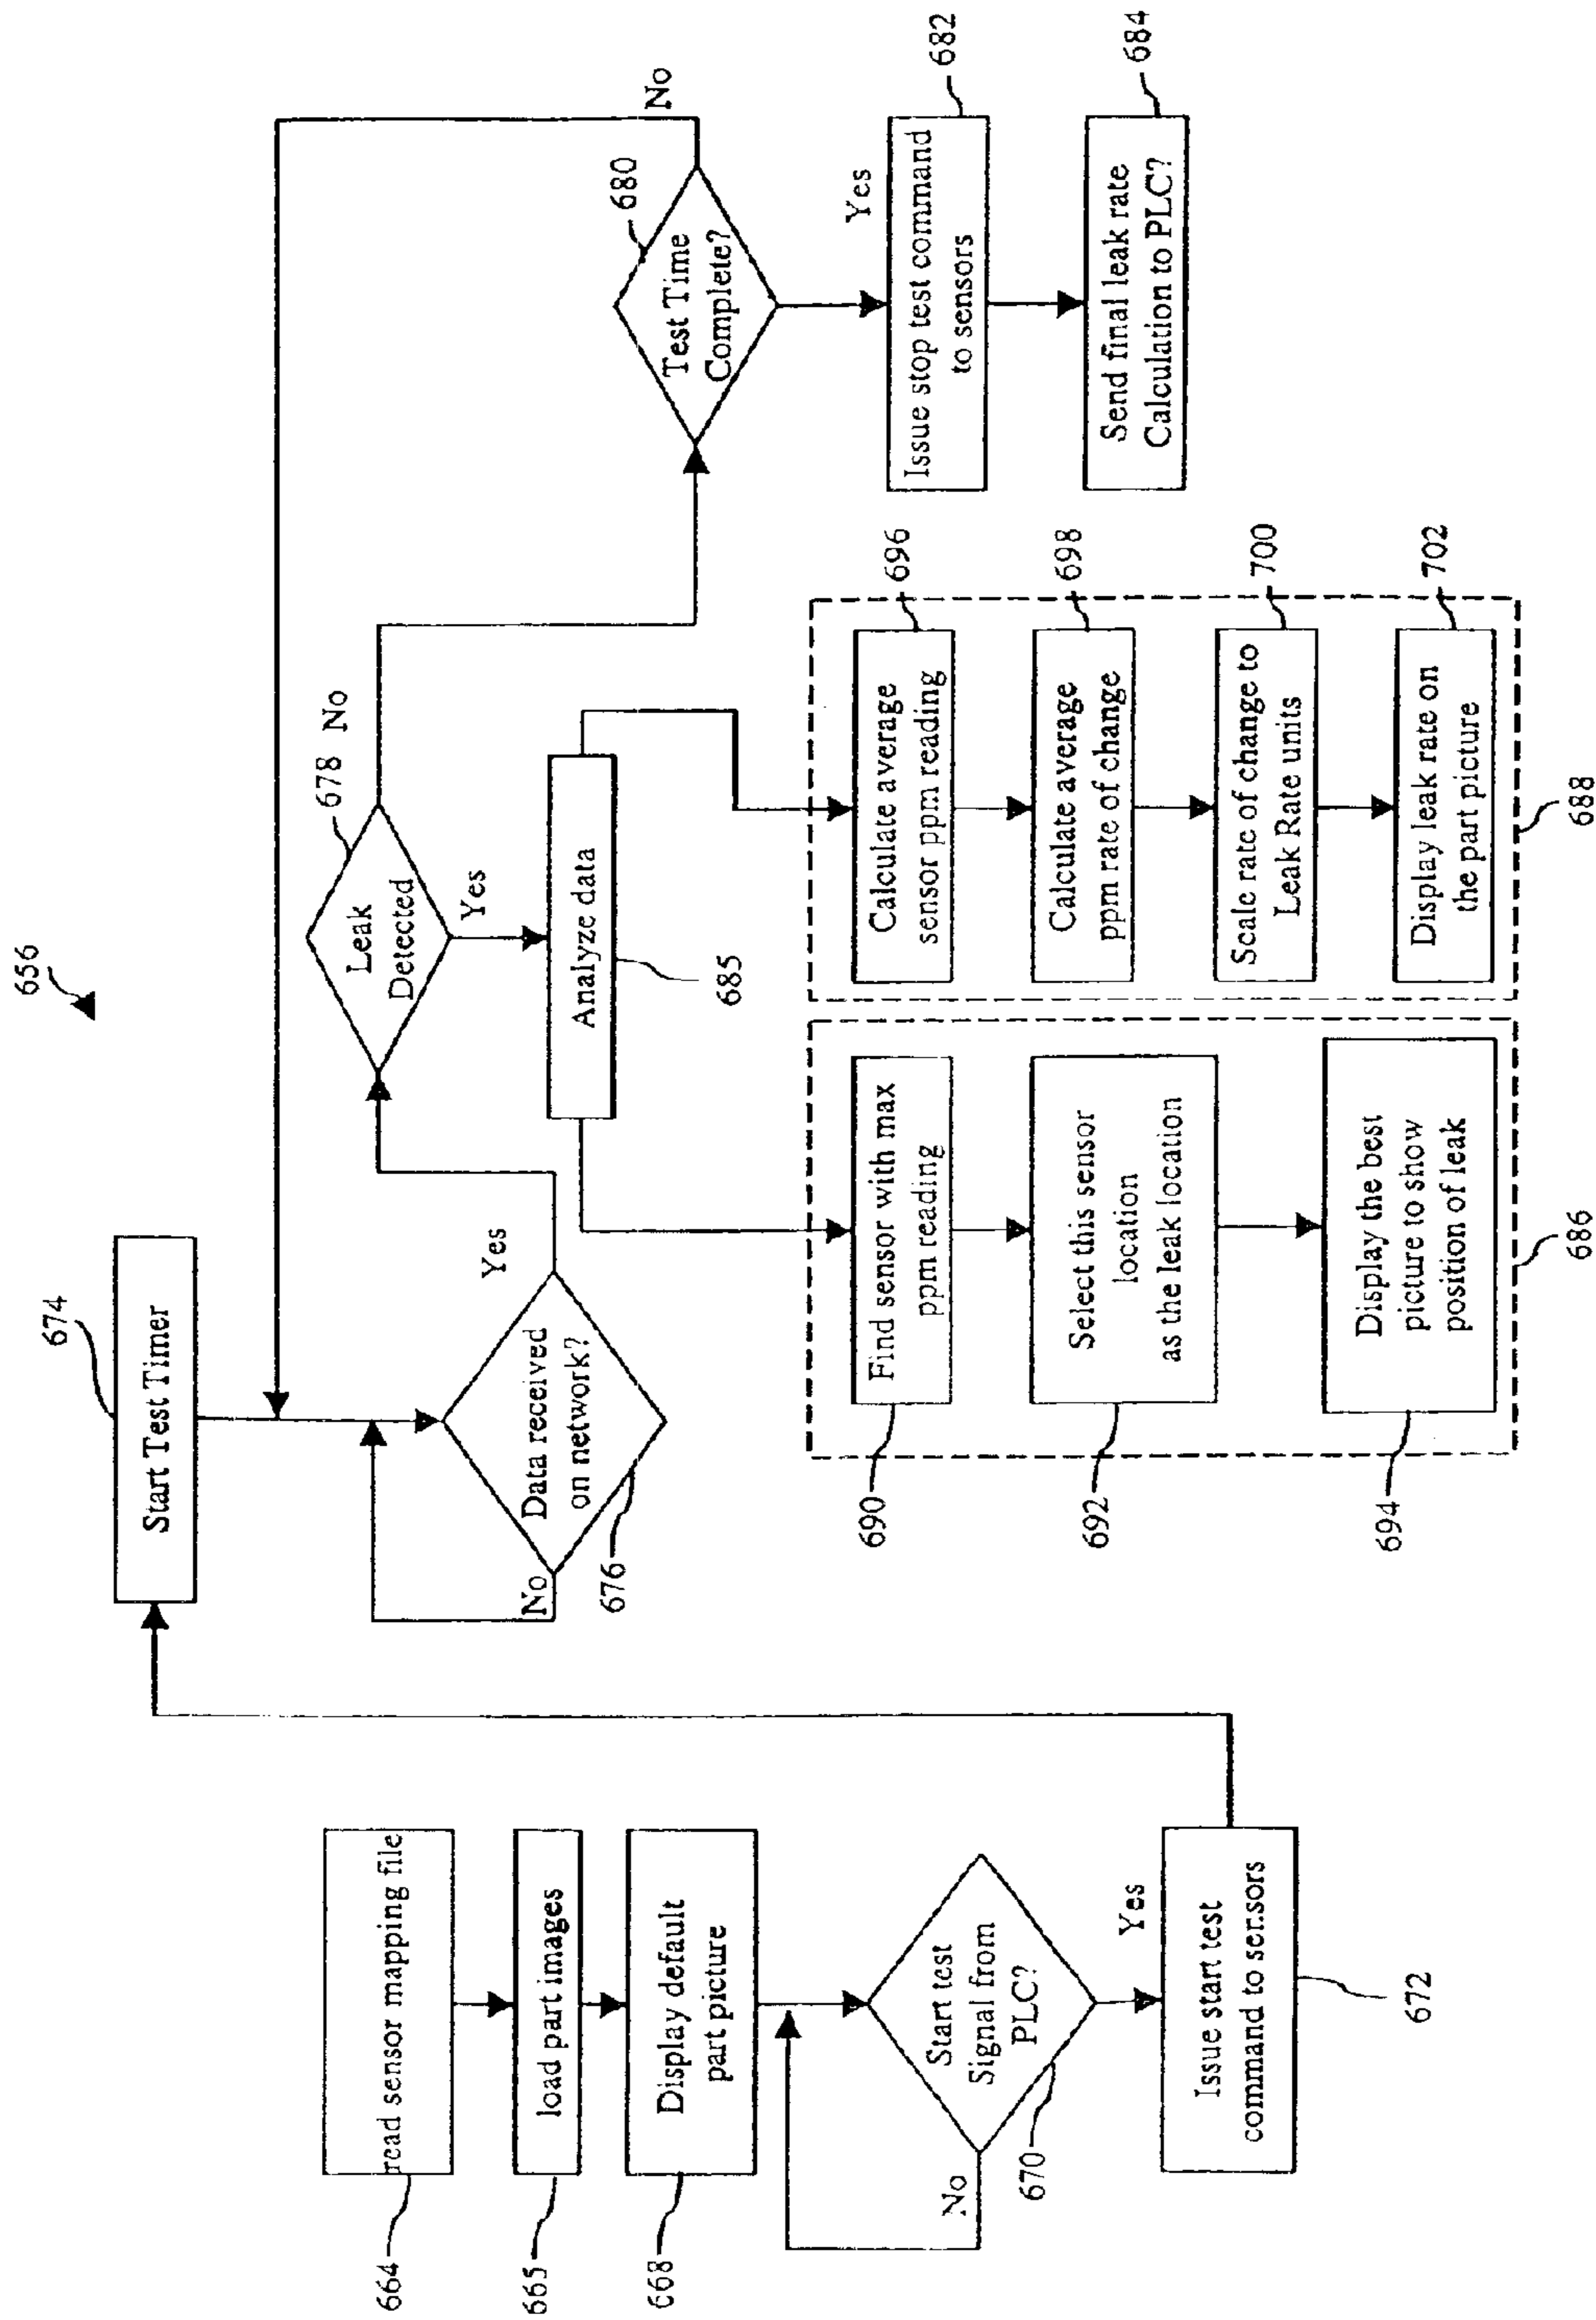 656
664
read sensor mapping file
665
load part images
668
Display default
part picture
Start test
Signal from
PLC?
670
No
Yes
Issue start test
command to sensors
672
674
Start Test Timer
Data received
on network?
676
No
Yes
678
Leak
Detected
No
Yes
Analyze data
685
680
Test Time
Complete?
No
Yes
Issue stop test command
to sensors
682
Send final leak rate
Calculation to PLC?
684
690
Find sensor with max
ppm reading
692
Select this sensor
location
as the leak location
694
Display the best
picture to show
position of leak
686
Calculate average
sensor ppm reading
696
Calculate average
ppm rate of change
698
Scale rate of change to
Leak Rate units
700
Display leak rate on
the part picture
702
688